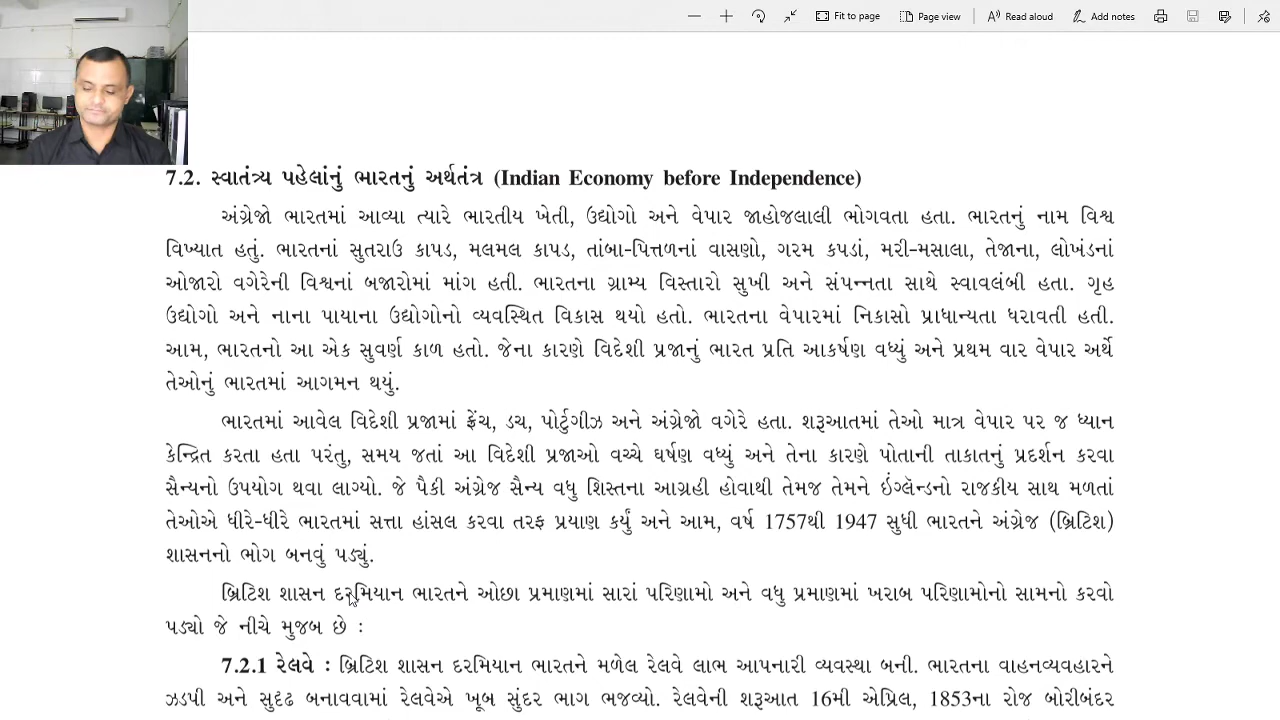 Fit to page
Page view
Read aloud
Add notes
7.2. સ્વાતંત્ર્ય પહેલાંનું ભારતનું અર્થતંત્ર (Indian Economy before Independence)
અંગ્રેજો ભારતમાં આવ્યા ત્યારે ભારતીય ખેતી, ઉદ્યોગો અને વેપાર જાહોજલાલી ભોગવતા હતા. ભારતનું નામ વિશ્વ
વિખ્યાત હતું. ભારતનાં સુતરાઉ કાપડ, મલમલ કાપડ, તાંબા-પિત્તળનાં વાસણો, ગરમ કપડાં, મરી-મસાલા, તેજાના, લોખંડનાં
ઓજારો વગેરેની વિશ્વનાં બજારોમાં માંગ હતી. ભારતના ગ્રામ્ય વિસ્તારો સુખી અને સંપન્નતા સાથે સ્વાવલંબી હતા. ગૃહ
ઉદ્યોગો અને નાના પાયાના ઉદ્યોગોનો વ્યવસ્થિત વિકાસ થયો હતો. ભારતના વેપારમાં નિકાસો પ્રાધાન્યતા ધરાવતી હતી.
આમ, ભારતનો આ એક સુવર્ણ કાળ હતો. જેના કારણે વિદેશી પ્રજાનું ભારત પ્રતિ આકર્ષણ વધ્યું અને પ્રથમ વાર વેપાર અર્થે
તેઓનું ભારતમાં આગમન થયું.
ભારતમાં આવેલ વિદેશી પ્રજામાં ફ્રેંચ, ડચ, પોર્ટુગીઝ અને અંગ્રેજો વગેરે હતા. શરૂઆતમાં તેઓ માત્ર વેપાર પર જ ધ્યાન
કેન્દ્રિત કરતા હતા પરંતુ, સમય જતાં આ વિદેશી પ્રજાઓ વચ્ચે ઘર્ષણ વધ્યું અને તેના કારણે પોતાની તાકાતનું પ્રદર્શન કરવા
સૈન્યનો ઉપયોગ થવા લાગ્યો. જે પૈકી અંગ્રેજ સૈન્ય વધુ શિસ્તના આગ્રહી હોવાથી તેમજ તેમને ઇંગ્લૅન્ડનો રાજકીય સાથ મળતાં
તેઓએ ધીરે-ધીરે ભારતમાં સત્તા હાંસલ કરવા તરફ પ્રયાણ કર્યું અને આમ, વર્ષ 1757થી 1947 સુધી ભારતને અંગ્રેજ (બ્રિટિશ)
શાસનનો ભોગ બનવું પડ્યું.
બ્રિટિશ શાસન દરમિયાન ભારતને ઓછા પ્રમાણમાં સારાં પરિણામો અને વધુ પ્રમાણમાં ખરાબ પરિણામોનો સામનો કરવો
પડ્યો જે નીચે મુજબ છે :
7.2.1 રેલવે : બ્રિટિશ શાસન દરમિયાન ભારતને મળેલ રેલવે લાભ આપનારી વ્યવસ્થા બની. ભારતના વાહનવ્યવહારને
ઝડપી અને સુદૃઢ બનાવવામાં રેલવેએ ખૂબ સુંદર ભાગ ભજવ્યો. રેલવેની શરૂઆત 16મી એપ્રિલ, 1853ના રોજ બોરીબંદર